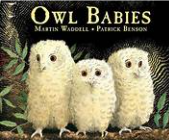 OWL BABIES
MARTIN WADDELL • PATRICK BENSON